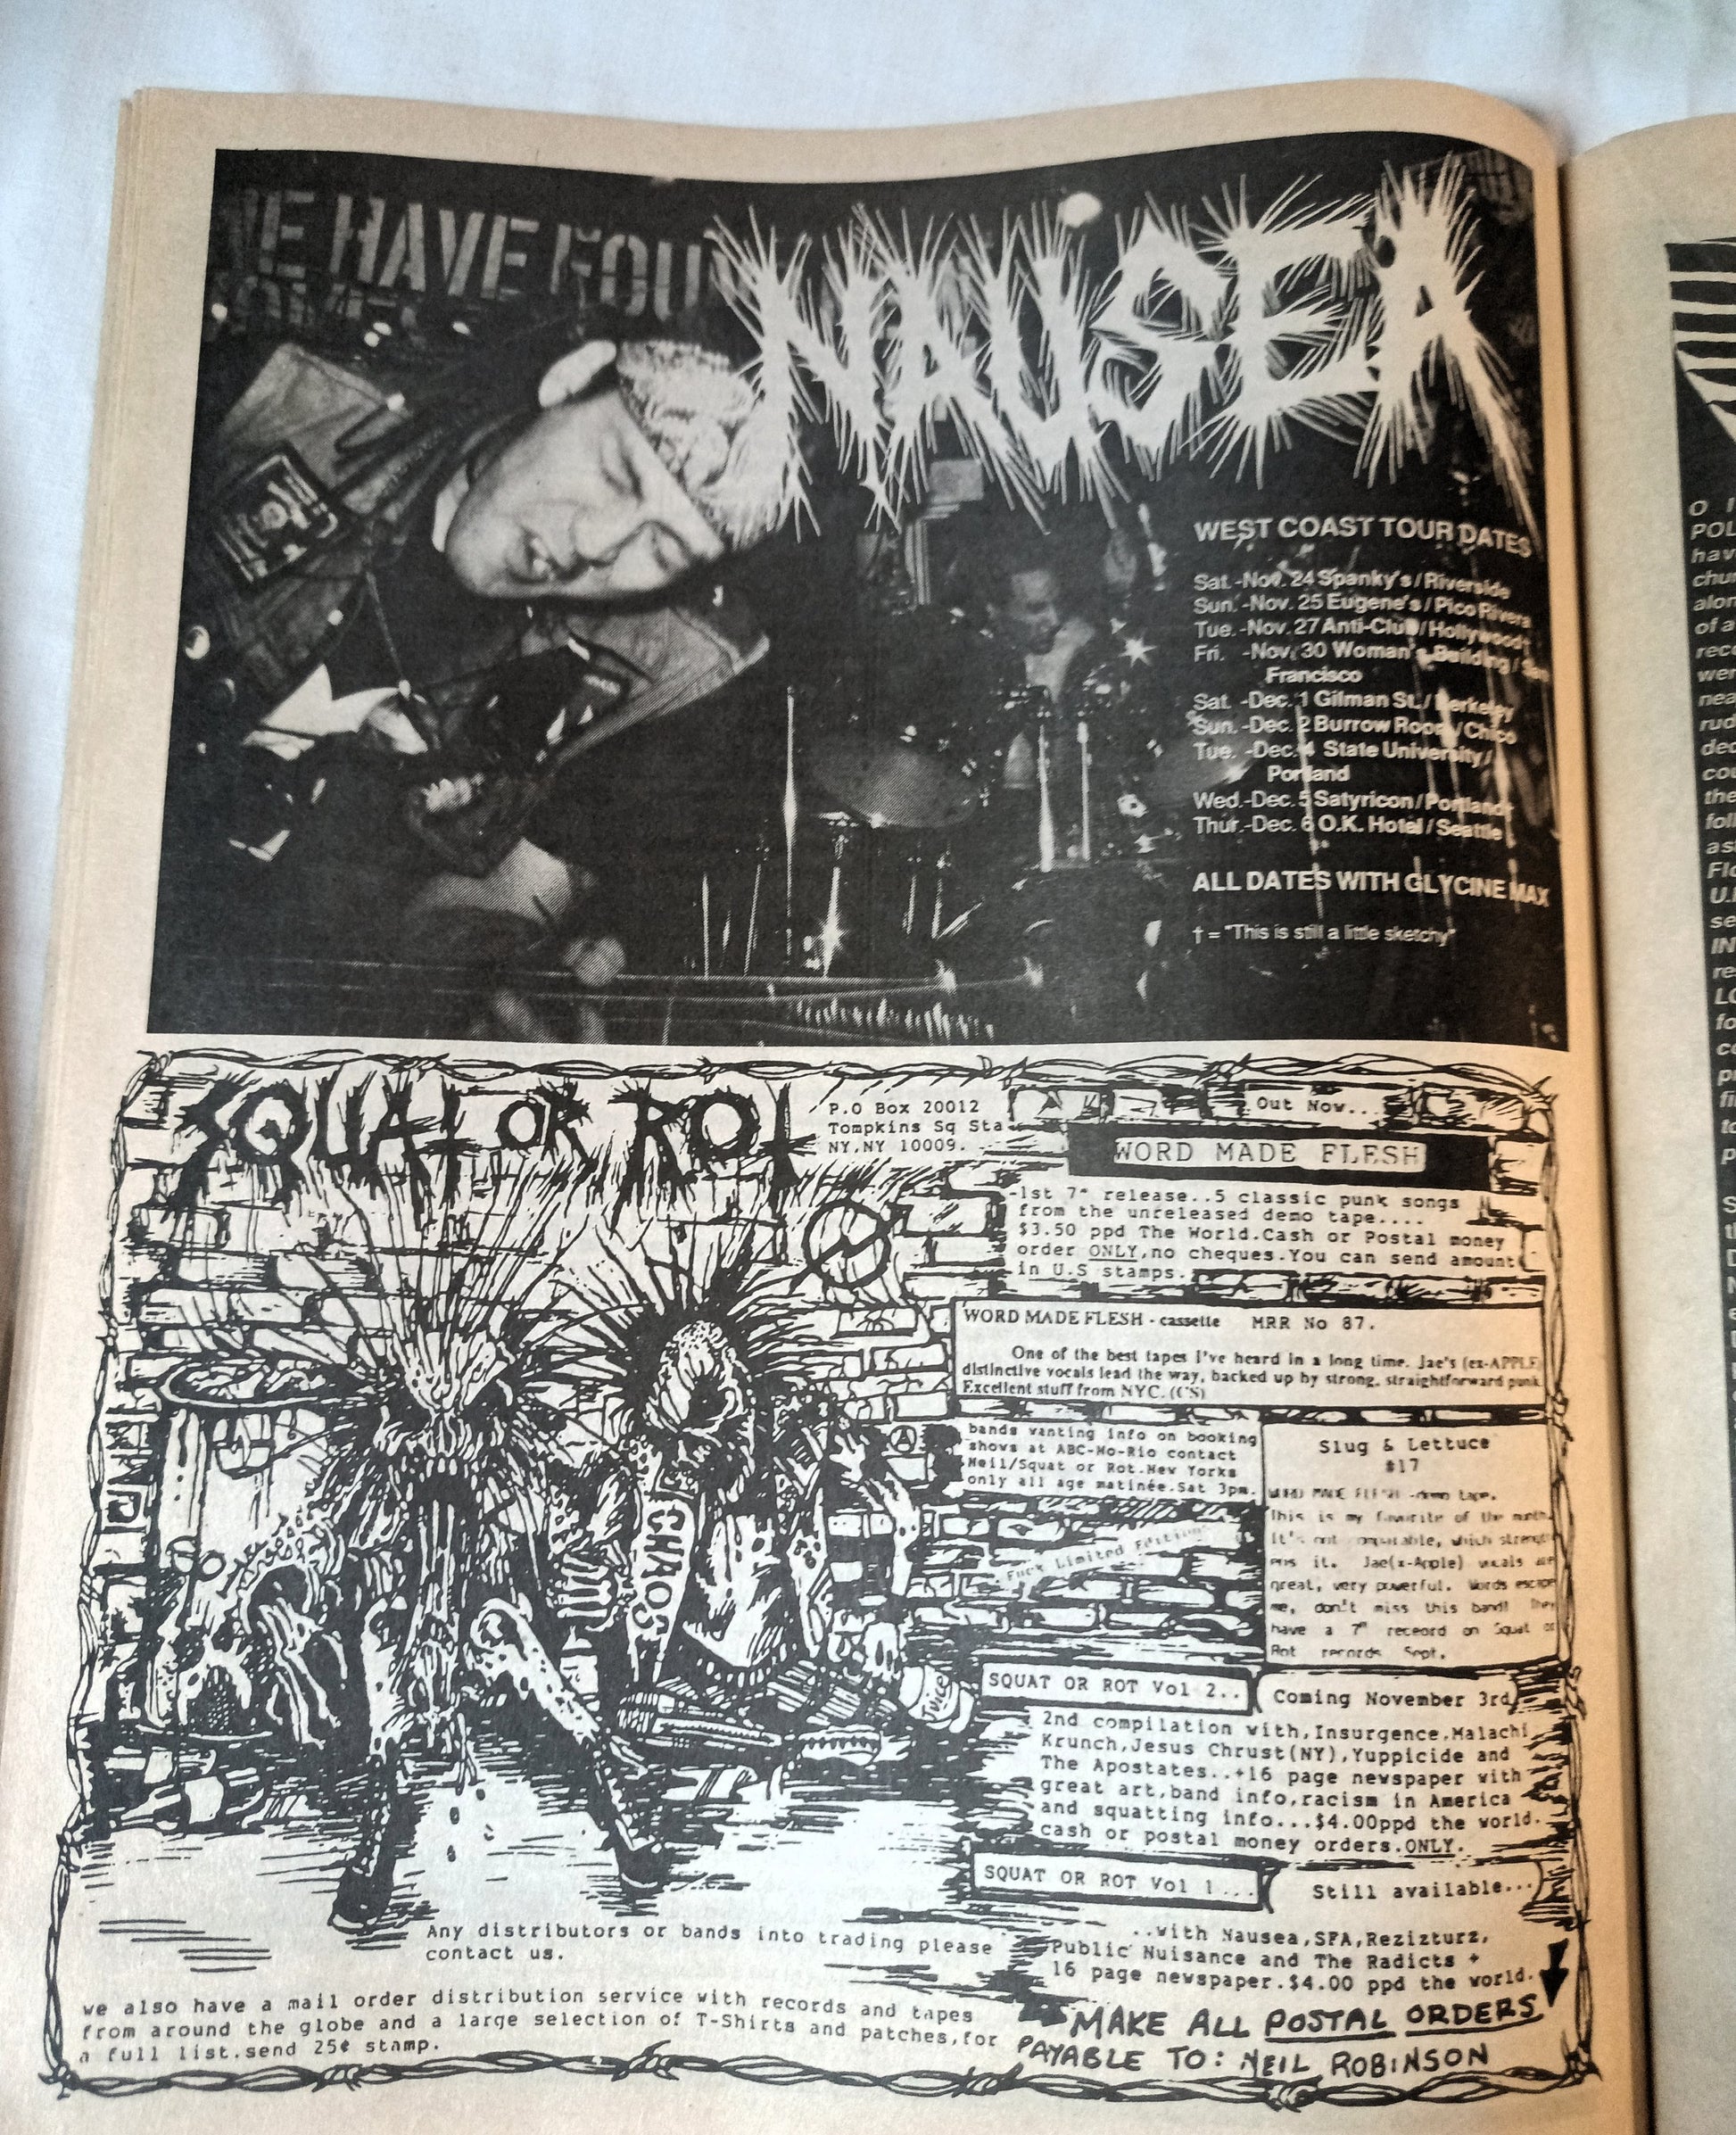 E HAVE FOU
NAUSEA
WEST COAST TOUR DATES
Sat.-Nov. 24 Spanky's / Riverside
Sun.-Nov. 25 Eugene's / Pico Rivera
Tue.-Nov. 27 Anti-Club / Hollywood†
Fri. -Nov. 30 Woman's Building / San
Francisco
Sat. -Dec. 1 Gilman St. / Berkeley
Sun. -Dec. 2 Burrow Room / Chico
Tue. -Dec. 4 State University /
Portland
Wed.-Dec. 5 Satyricon / Portland†
Thur.-Dec. 6 O.K. Hotel / Seattle
ALL DATES WITH GLYCINE MAX
† = "This is still a little sketchy"
SQUAT OR ROT
P.O Box 20012
Tompkins Sq Sta
NY,NY 10009.
Out Now...
WORD MADE FLESH
-1st 7" release..5 classic punk songs
from the unreleased demo tape....
$3.50 ppd The World.Cash or Postal money
order ONLY,no cheques.You can send amount
in U.S stamps.
WORD MADE FLESH - cassette MRR No 87.
One of the best tapes I've heard in a long time. Jae's (ex-APPLE)
distinctive vocals lead the way, backed up by strong, straightforward punk.
Excellent stuff from NYC. (CS)
bands wanting info on booking
shows at ABC-No-Rio contact
Neil/Squat or Rot.New Yorks
only all age matinée.Sat 3pm.
Slug & Lettuce
#17
WORD MADE FLESH -demo tape.
This is my favorite of the month.
It's not comparable, which strength
ens it. Jae(x-Apple) vocals are
great, very powerful. Words escape
me, don't miss this band! They
have a 7" receord on Squat or
Rot records Sept.
Fuck Limited Editions
CHAOS
Juice
SQUAT OR ROT Vol 2..
Coming November 3rd
2nd compilation with,Insurgence,Malachi
Krunch,Jesus Chrust(NY),Yuppicide and
The Apostates..+16 page newspaper with
great art,band info,racism in America
and squatting info...$4.00ppd the world.
cash or postal money orders.ONLY.
SQUAT OR ROT Vol 1...
Still available...
..with Nausea,SFA,Rezizturz,
Public Nuisance and The Radicts +
16 page newspaper.$4.00 ppd the world.
Any distributors or bands into trading please
contact us.
we also have a mail order distribution service with records and tapes
from around the globe and a large selection of T-Shirts and patches,for
a full list.send 25¢ stamp.
MAKE ALL POSTAL ORDERS
PAYABLE TO: NEIL ROBINSON